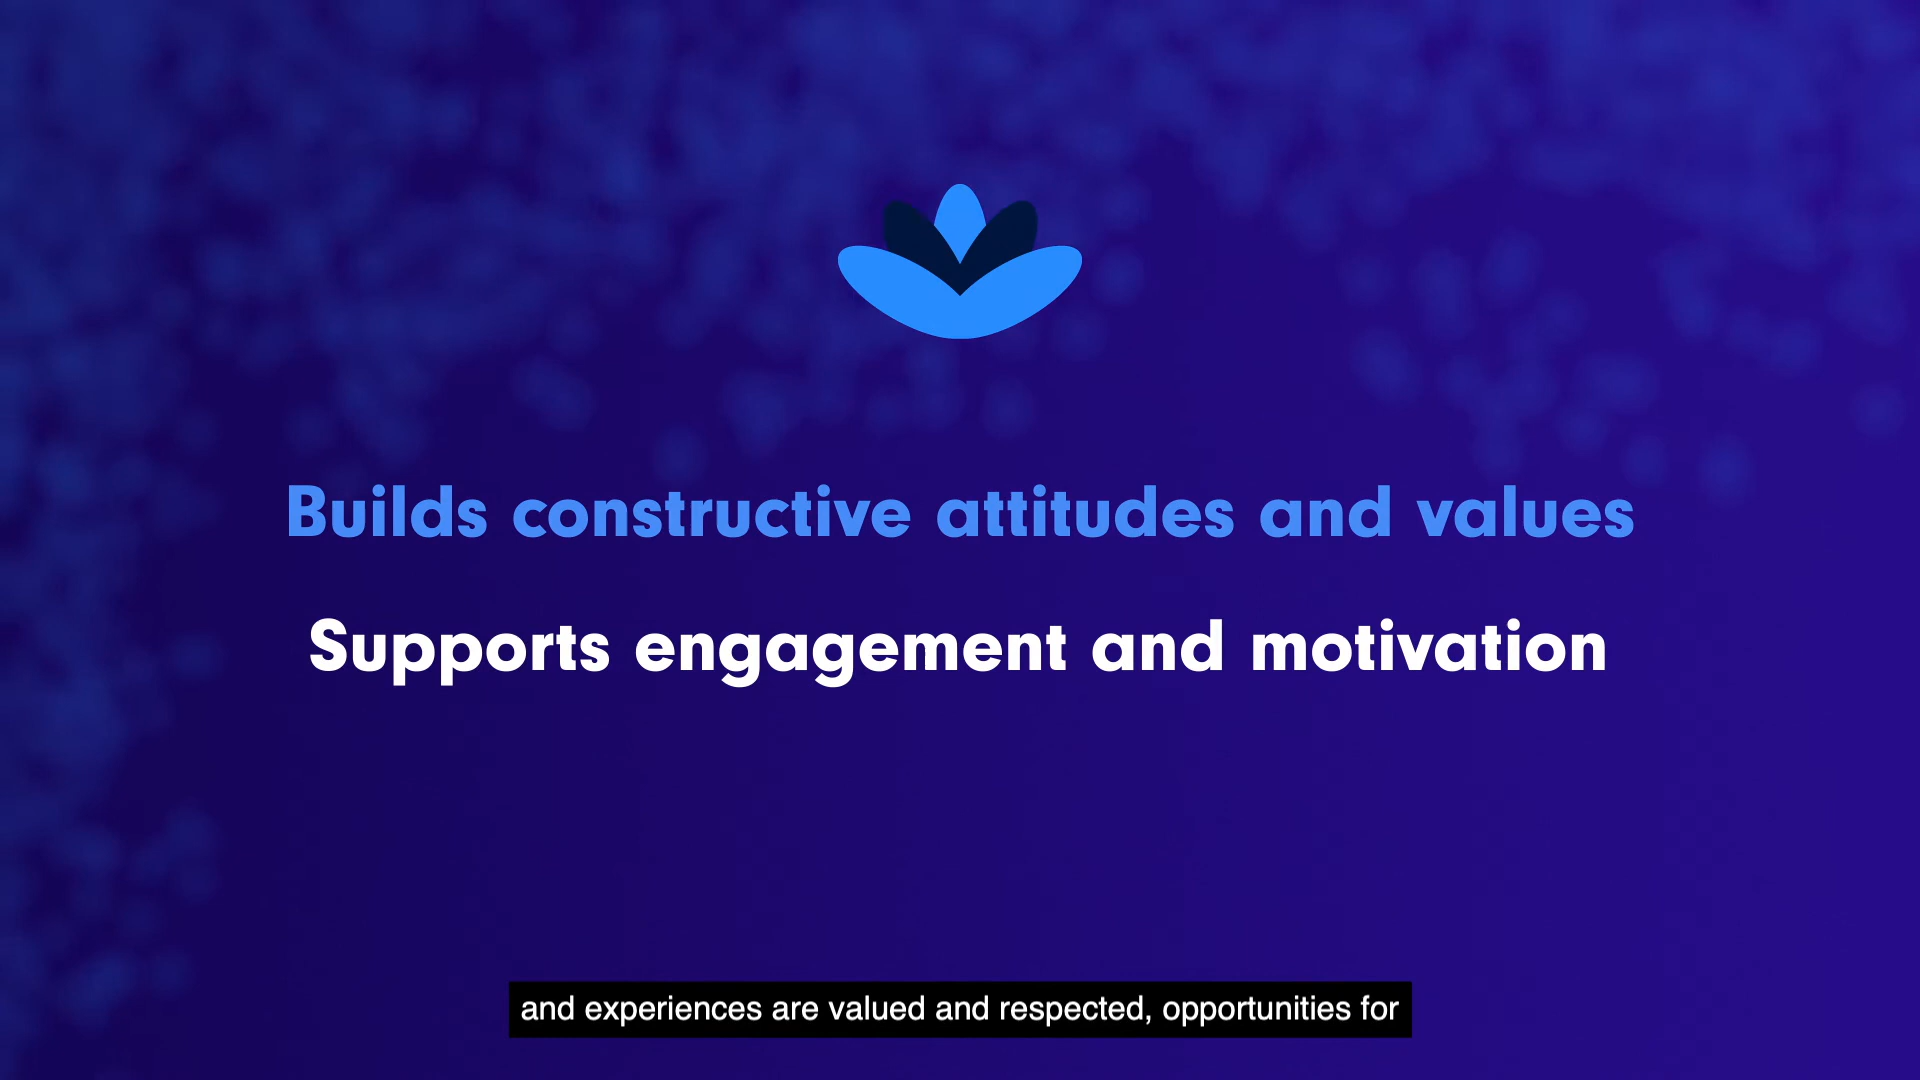 Builds constructive attitudes and values
Supports engagement and motivation
and experiences are valued and respected, opportunities for